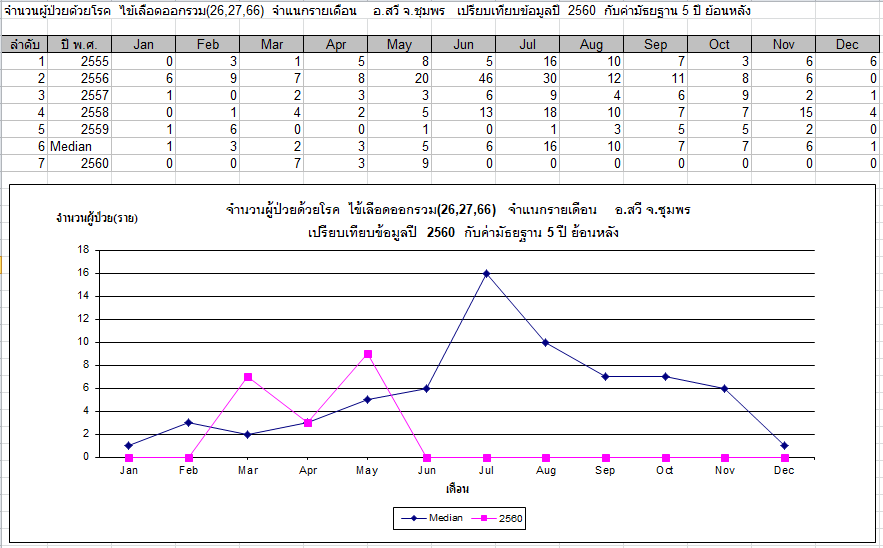 จำนวนผู้ป่วยด้วยโรค ไข้เลือดออกรวม(26,27,66) จำแนกรายเดือน อ.สวี จ.ชุมพร เปรียบเทียบข้อมูลปี 2560 กับค่ามัธยฐาน 5 ปี ย้อนหลัง
ลำดับ ปี พ.ศ. Jan Feb Mar Apr May Jun Jul Aug Sep Oct Nov Dec
1 2555 0 3 1 5 8 5 16 10 7 3 6 6
2 2556 6 9 7 8 20 46 30 12 11 8 6 0
3 2557 1 0 2 3 3 6 9 4 6 9 2 1
4 2558 0 1 4 2 5 13 18 10 7 7 15 4
5 2559 1 6 0 0 1 0 1 3 5 5 2 0
6 Median 1 3 2 3 5 6 16 10 7 7 6 1
7 2560 0 0 7 3 9 0 0 0 0 0 0 0
จำนวนผู้ป่วยด้วยโรค ไข้เลือดออกรวม(26,27,66) จำแนกรายเดือน อ.สวี จ.ชุมพร
เปรียบเทียบข้อมูลปี 2560 กับค่ามัธยฐาน 5 ปี ย้อนหลัง
จำนวนผู้ป่วย(ราย)
18
16
14
12
10
8
6
4
2
0
Jan Feb Mar Apr May Jun Jul Aug Sep Oct Nov Dec
เดือน
Median 2560